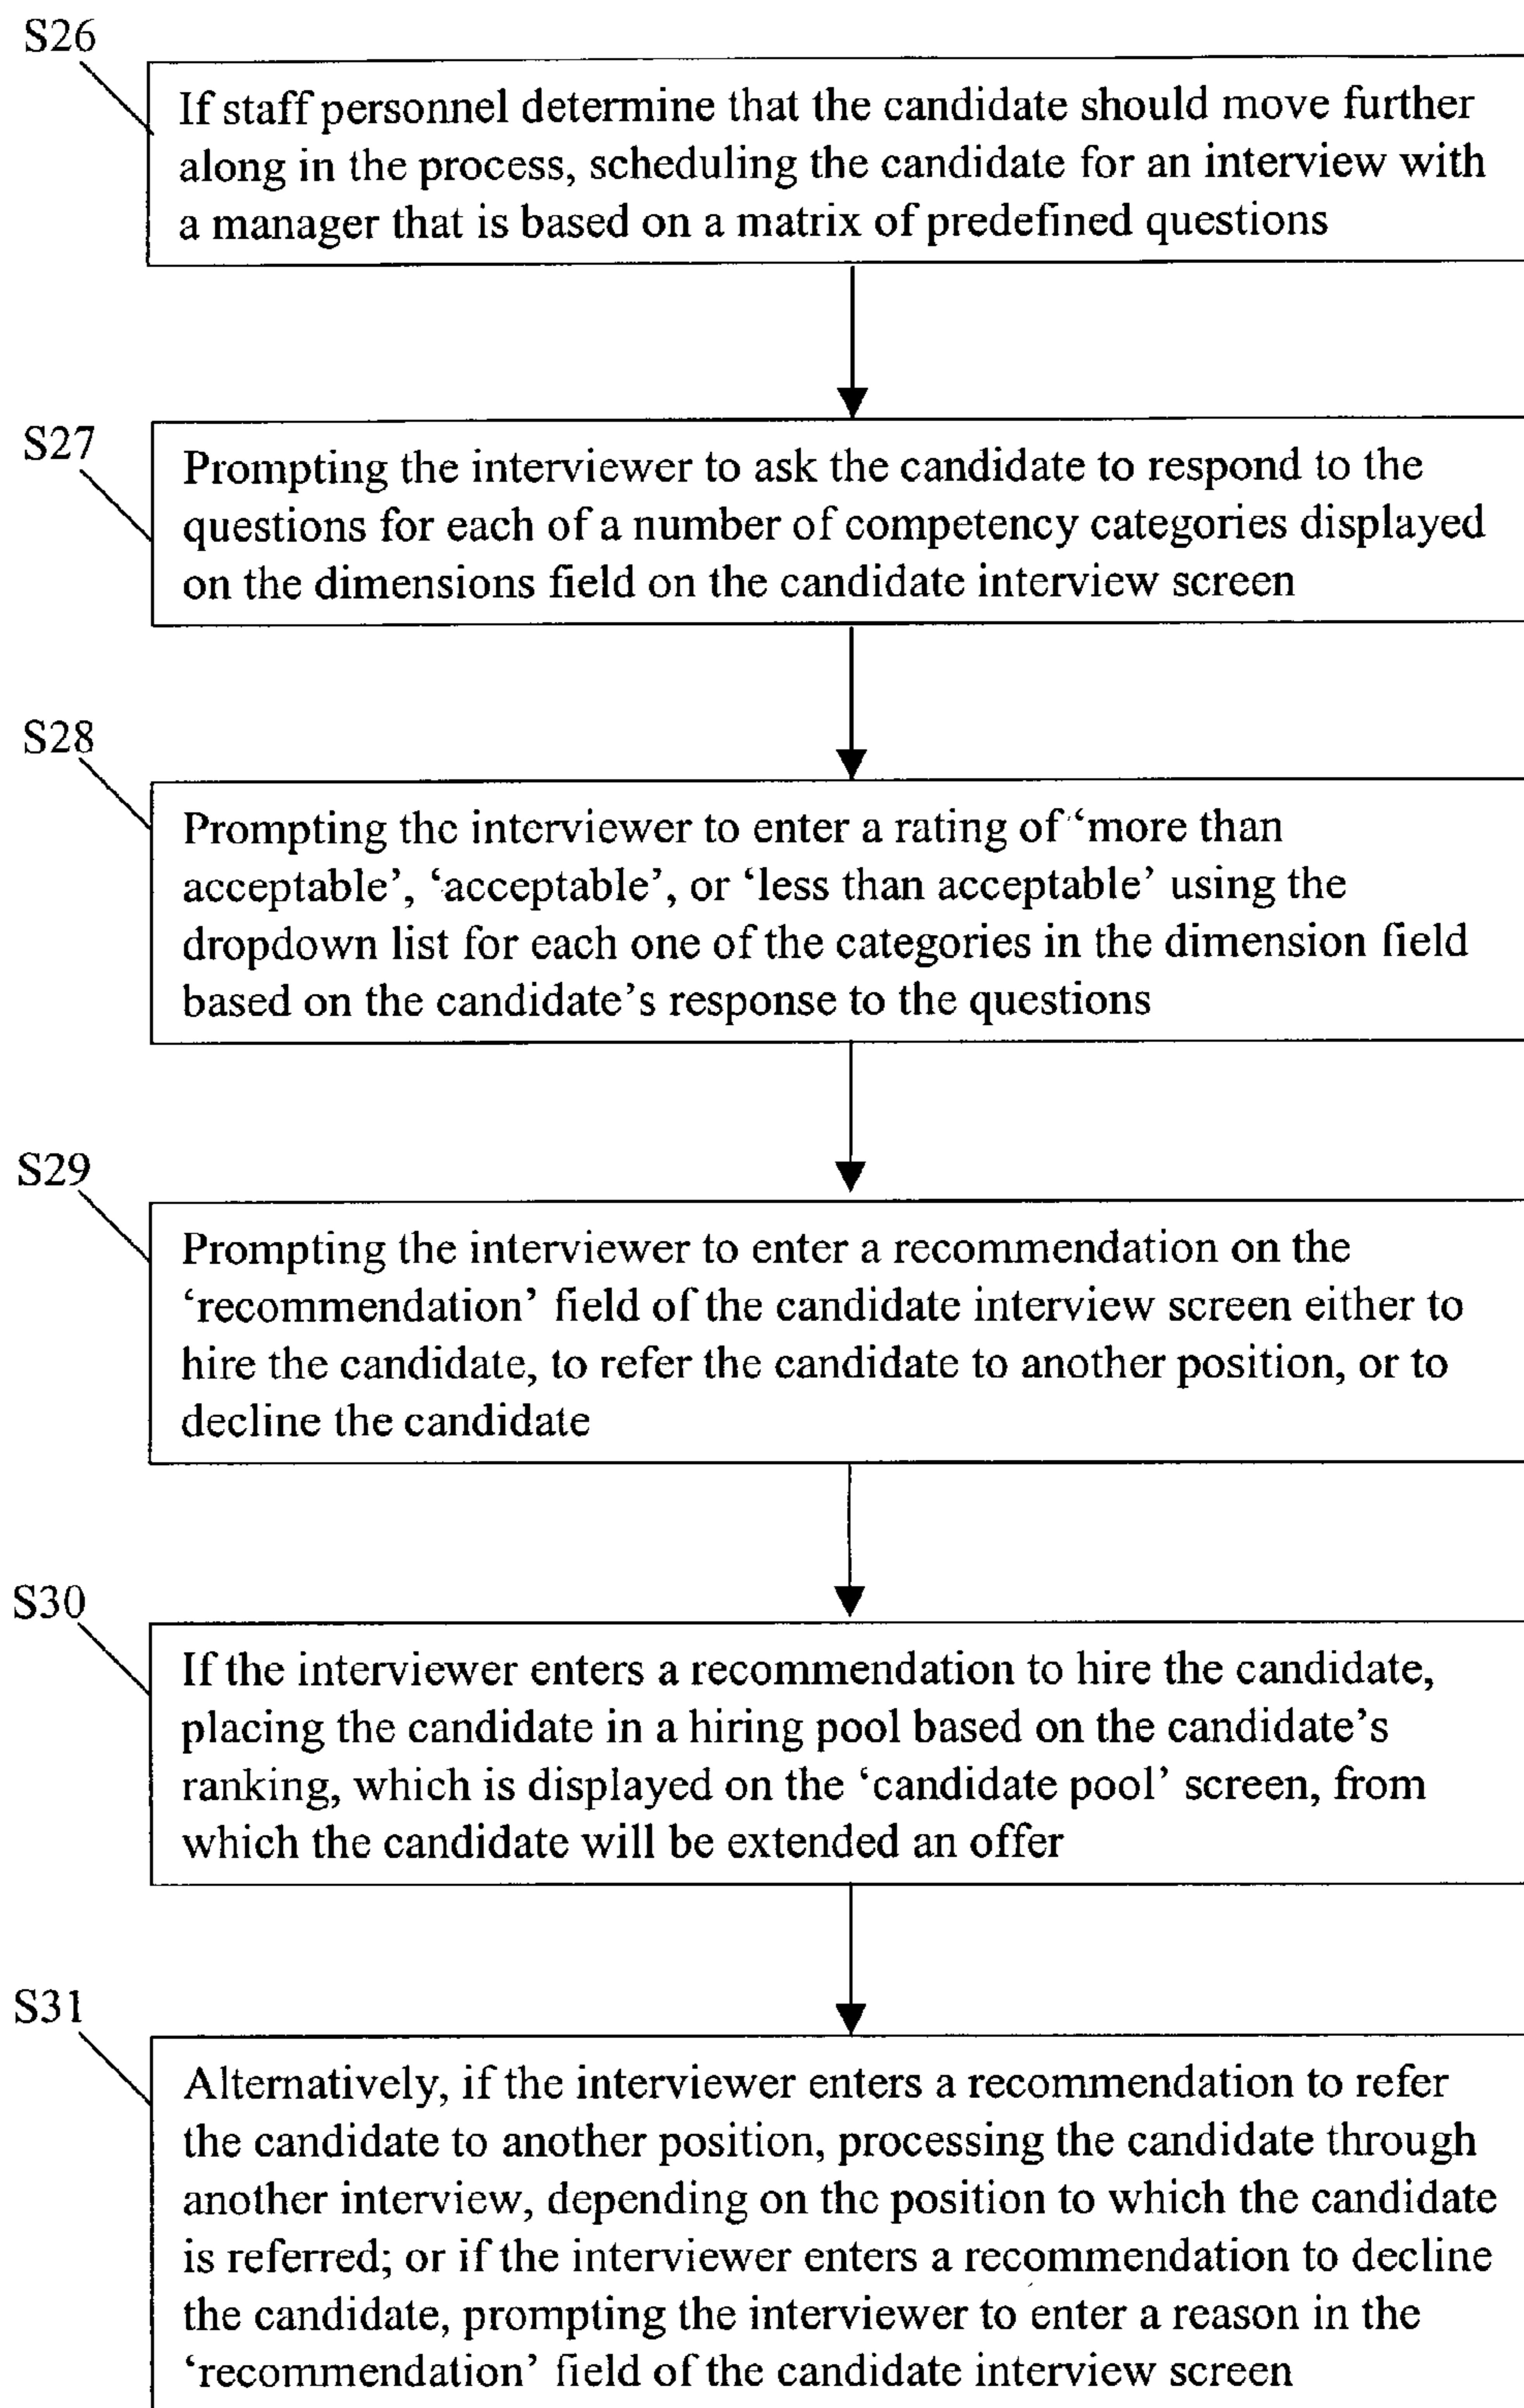 S26
If staff personnel determine that the candidate should move further
along in the process, scheduling the candidate for an interview with
a manager that is based on a matrix of predefined questions
S27
Prompting the interviewer to ask the candidate to respond to the
questions for each of a number of competency categories displayed
on the dimensions field on the candidate interview screen
S28
Prompting the interviewer to enter a rating of ‘more than
acceptable’, ‘acceptable’, or ‘less than acceptable’ using the
dropdown list for each one of the categories in the dimension field
based on the candidate’s response to the questions
S29
Prompting the interviewer to enter a recommendation on the
‘recommendation’ field of the candidate interview screen either to
hire the candidate, to refer the candidate to another position, or to
decline the candidate
S30
If the interviewer enters a recommendation to hire the candidate,
placing the candidate in a hiring pool based on the candidate’s
ranking, which is displayed on the ‘candidate pool’ screen, from
which the candidate will be extended an offer
S31
Alternatively, if the interviewer enters a recommendation to refer
the candidate to another position, processing the candidate through
another interview, depending on the position to which the candidate
is referred; or if the interviewer enters a recommendation to decline
the candidate, prompting the interviewer to enter a reason in the
‘recommendation’ field of the candidate interview screen